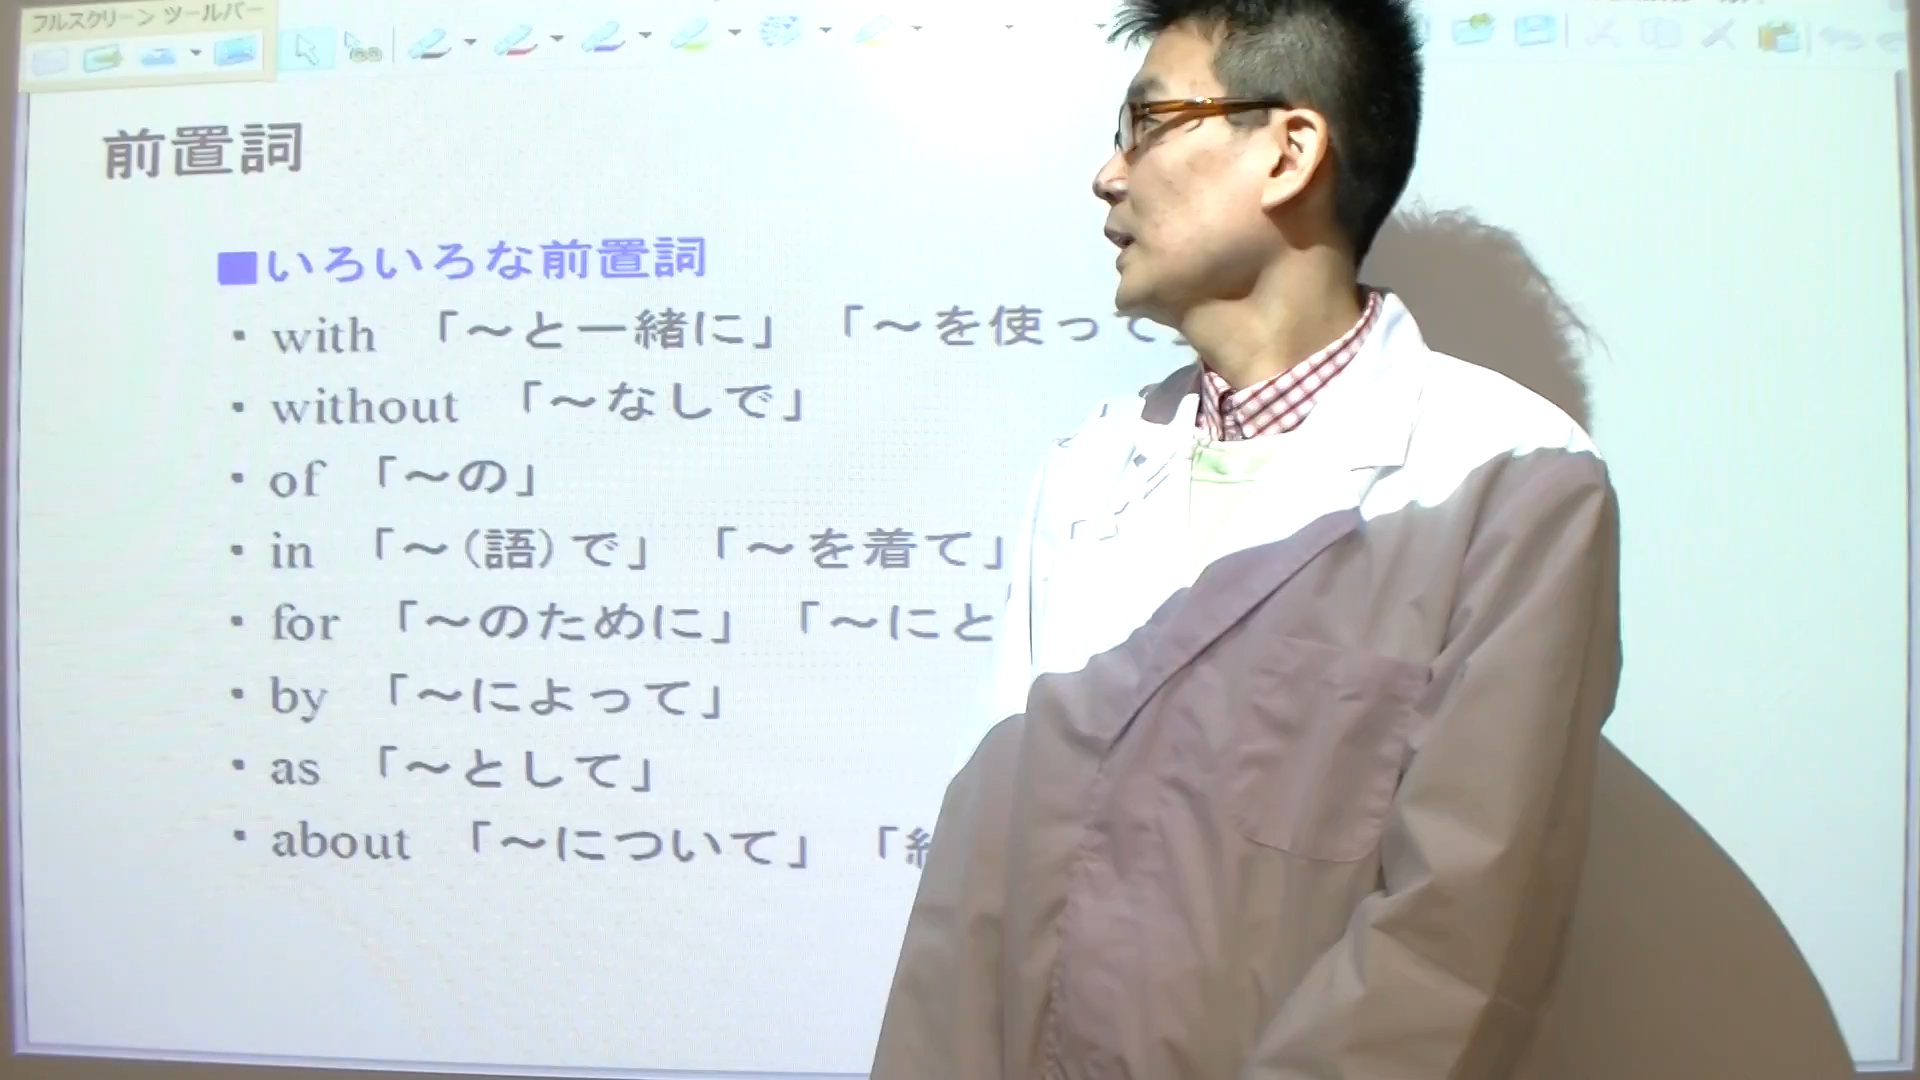 フルスクリーン ツールバー
前置詞
■いろいろな前置詞
・with 「～と一緒に」 「～を使って」
・without 「～なしで」
・of 「～の」
・in 「～(語)で」 「～を着て」
・for 「～のために」 「～にと
・by 「～によって」
・as 「～として」
・about 「～について」 「